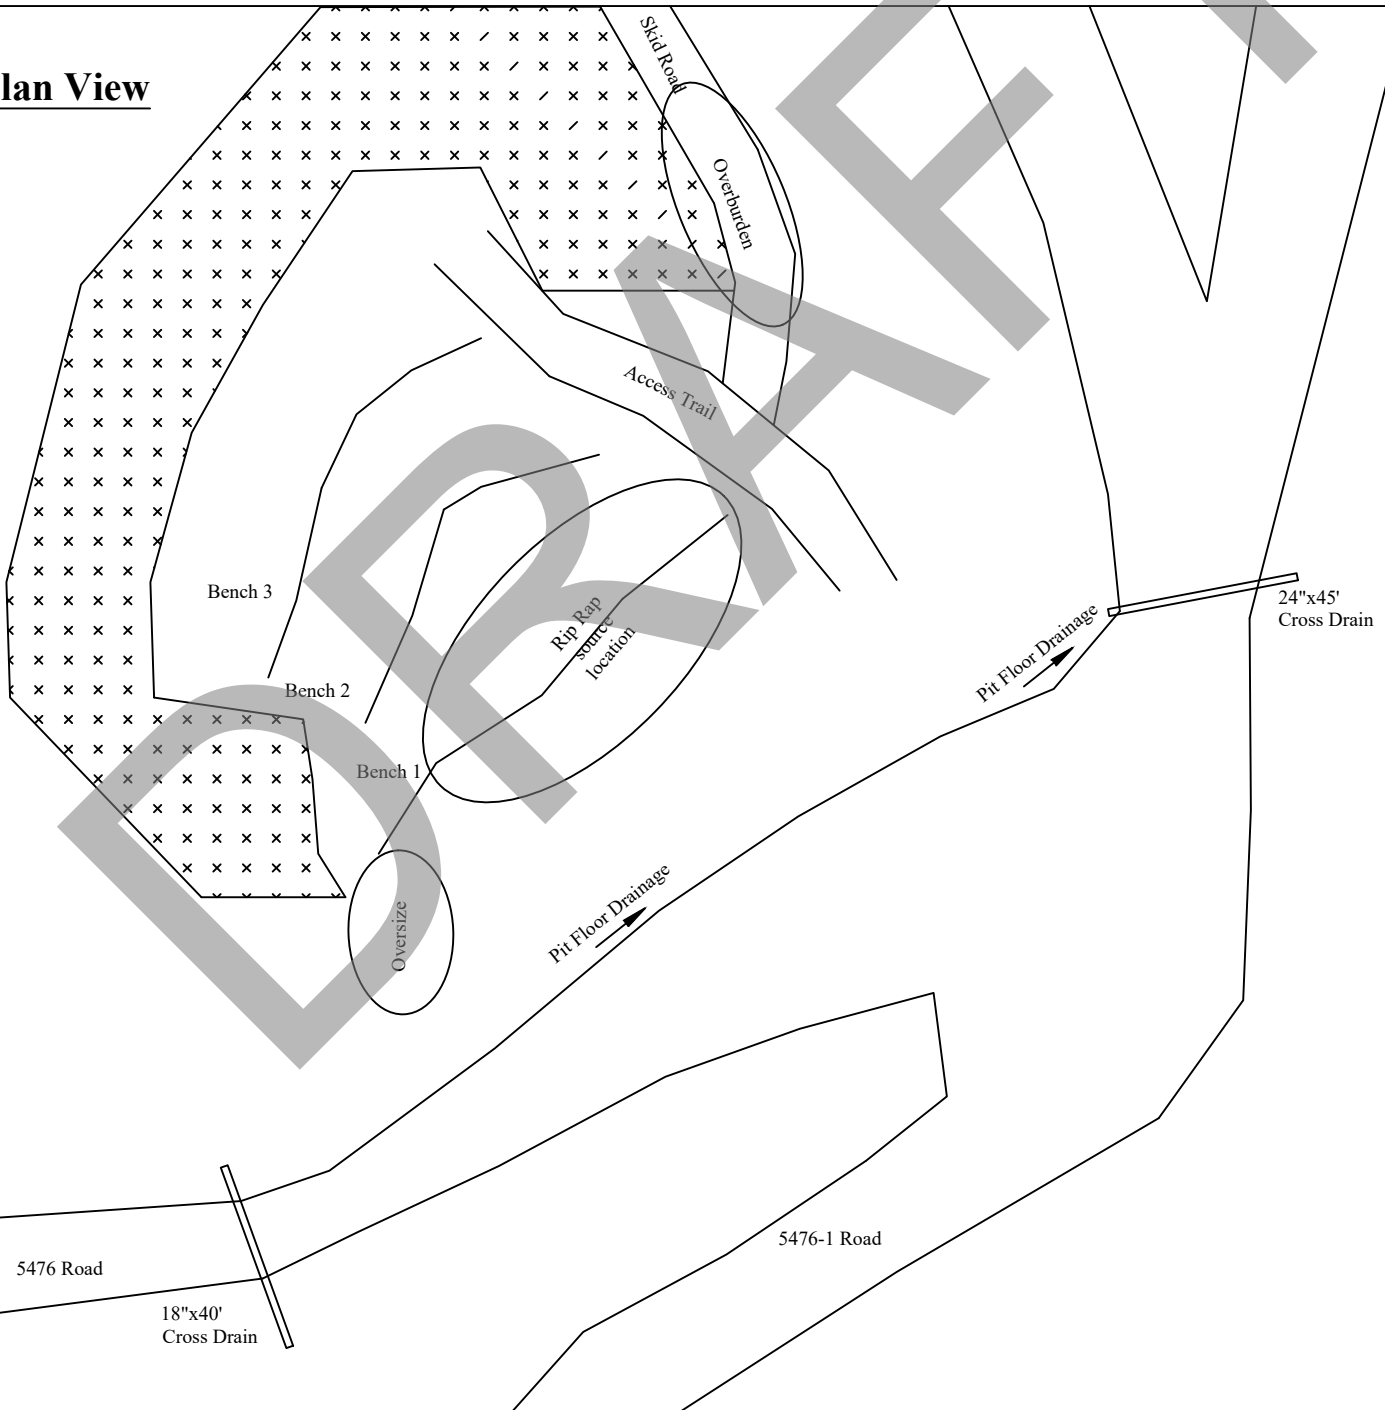 Skid Road
lan View
Overburden
Access Trail
Bench 3
Rip Rap
source
location
24"x45'
Cross Drain
Pit Floor Drainage
Bench 2
Bench 1
Pit Floor Drainage
Oversize
5476-1 Road
5476 Road
18"x40'
Cross Drain
DRAF